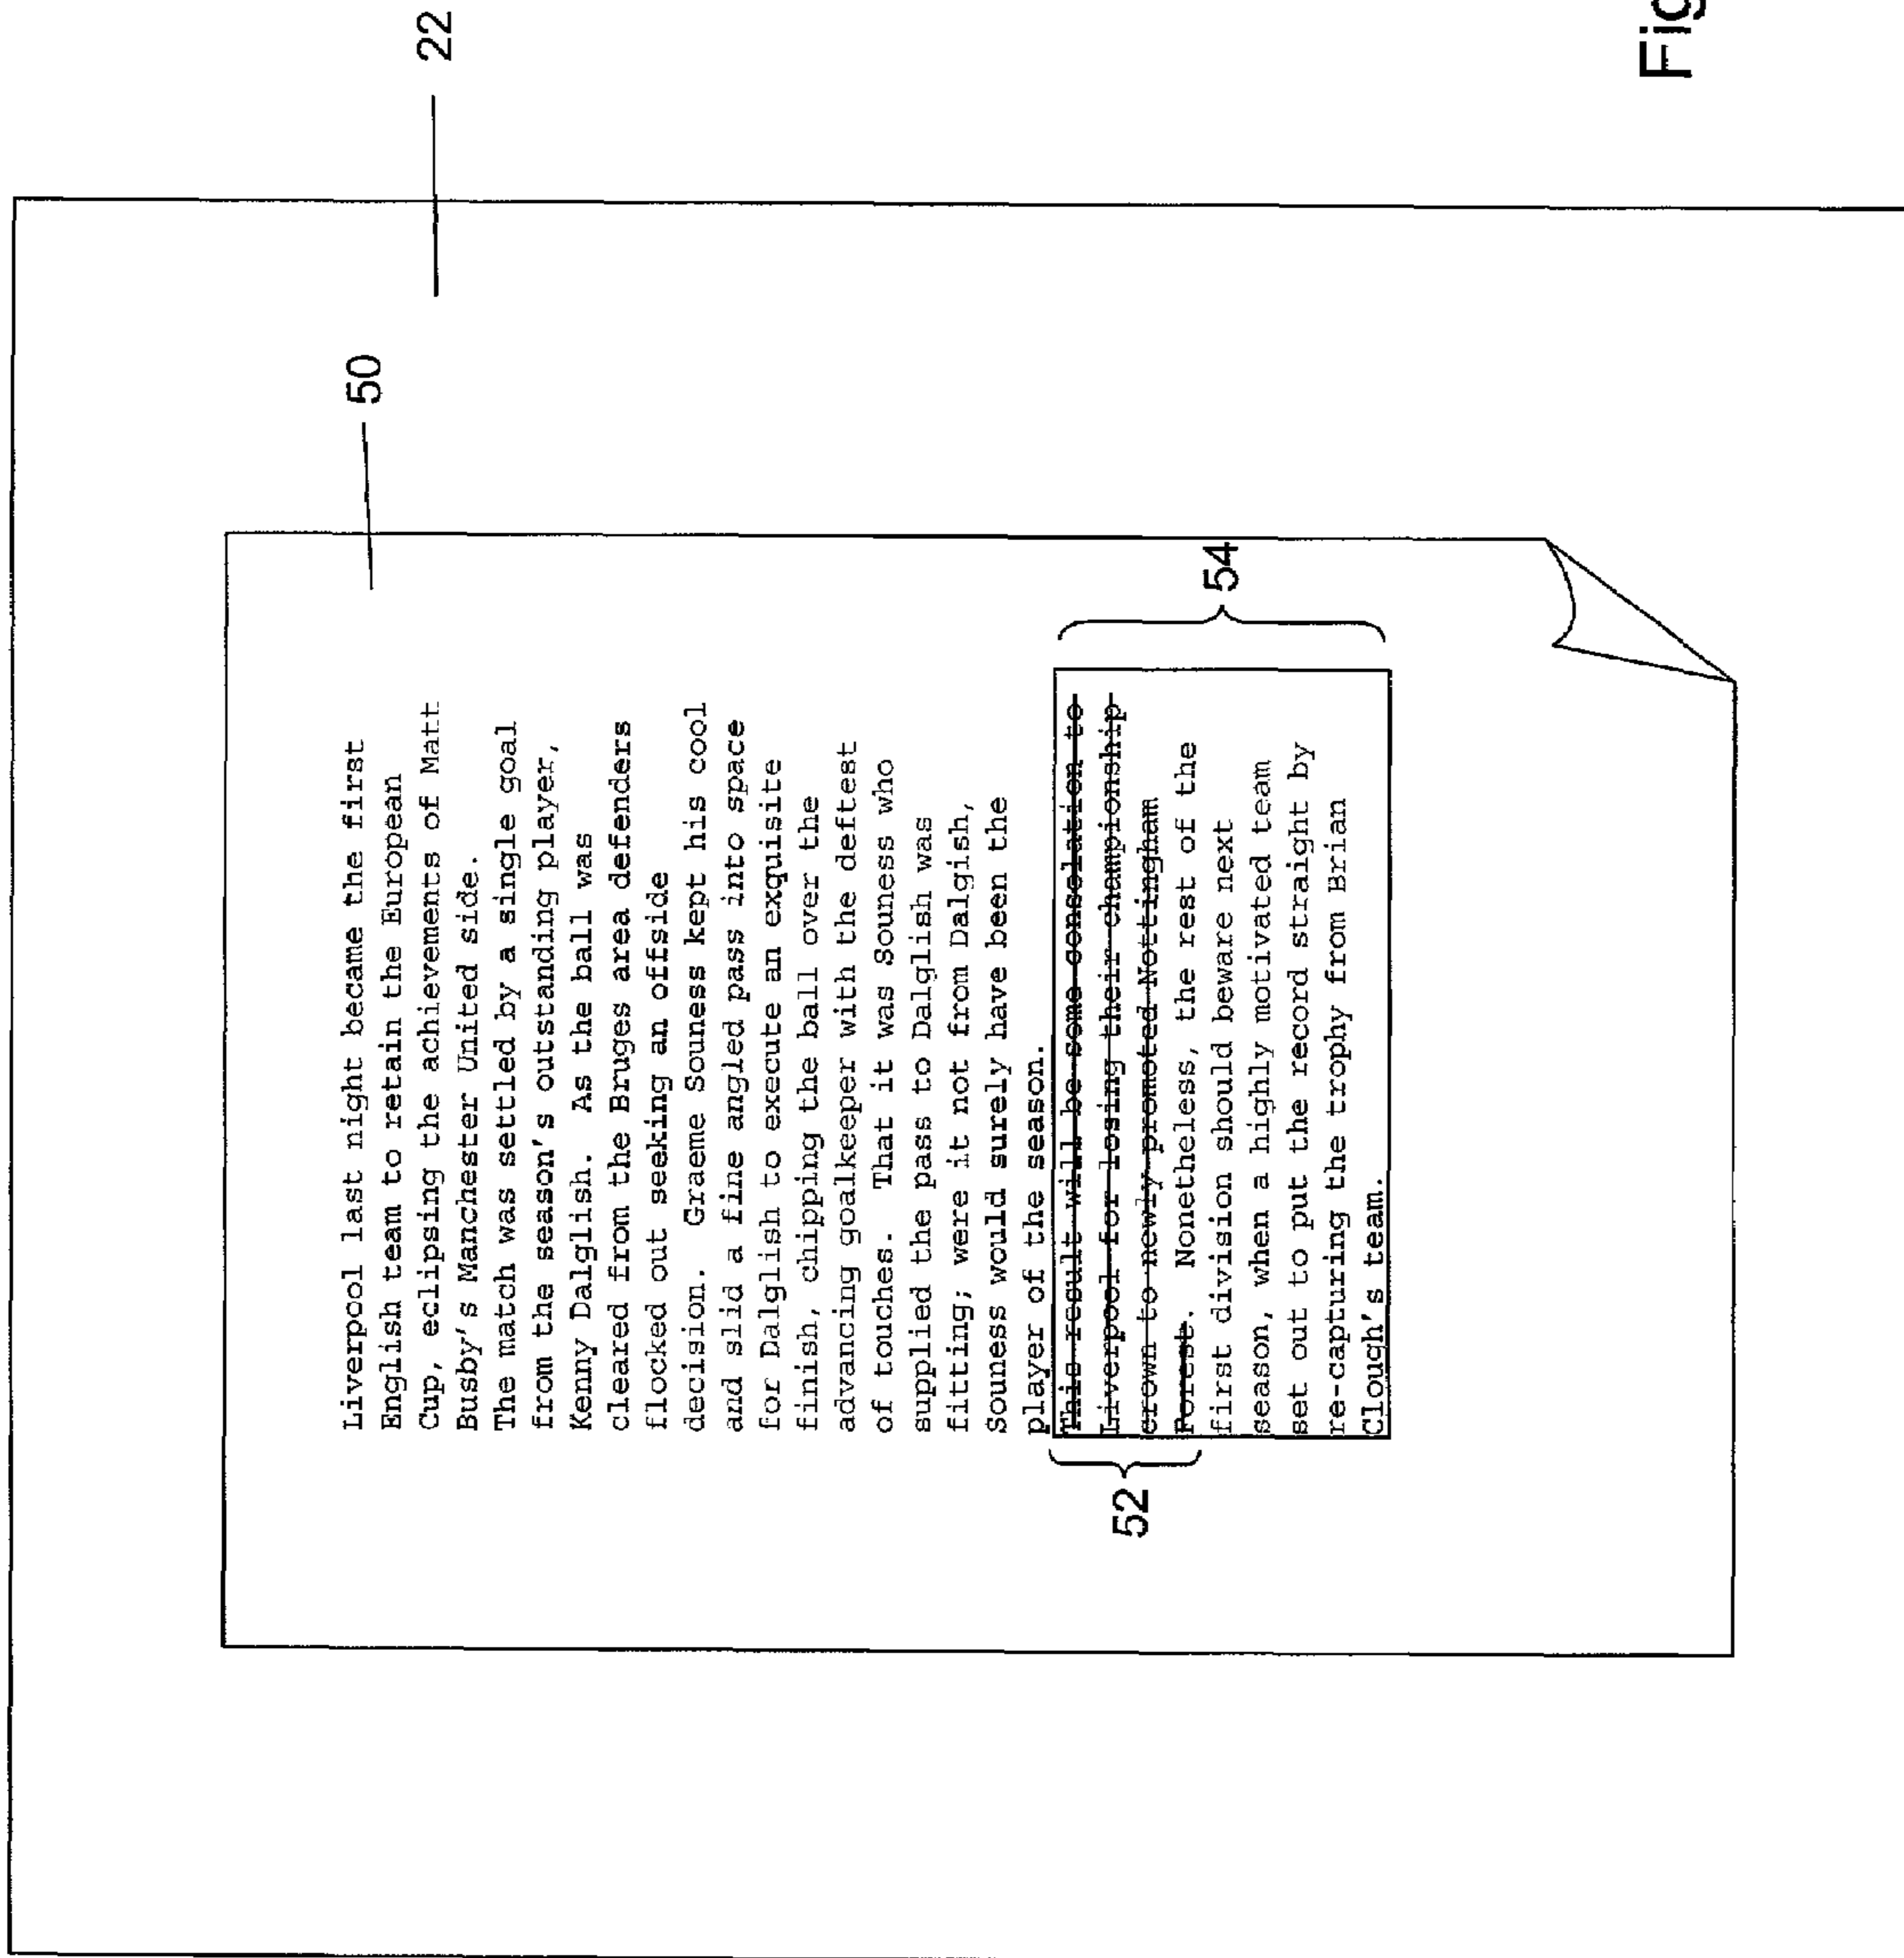 22
50
Liverpool last night became the first
English team to retain the European
Cup, eclipsing the achievements of Matt
Busby's Manchester United side.
The match was settled by a single goal
from the season's outstanding player,
Kenny Dalglish. As the ball was
cleared from the Bruges area defenders
flocked out seeking an offside
decision. Graeme Souness kept his cool
and slid a fine angled pass into space
for Dalglish to execute an exquisite
finish, chipping the ball over the
advancing goalkeeper with the deftest
of touches. That it was Souness who
supplied the pass to Dalglish was
fitting; were it not from Dalgish,
Souness would surely have been the
player of the season.
This result will be some consolation to
Liverpool for losing their championship
crown to newly promoted Nottingham
Forest. Nonetheless, the rest of the
first division should beware next
season, when a highly motivated team
set out to put the record straight by
re-capturing the trophy from Brian
Clough's team.
52
54
Fig